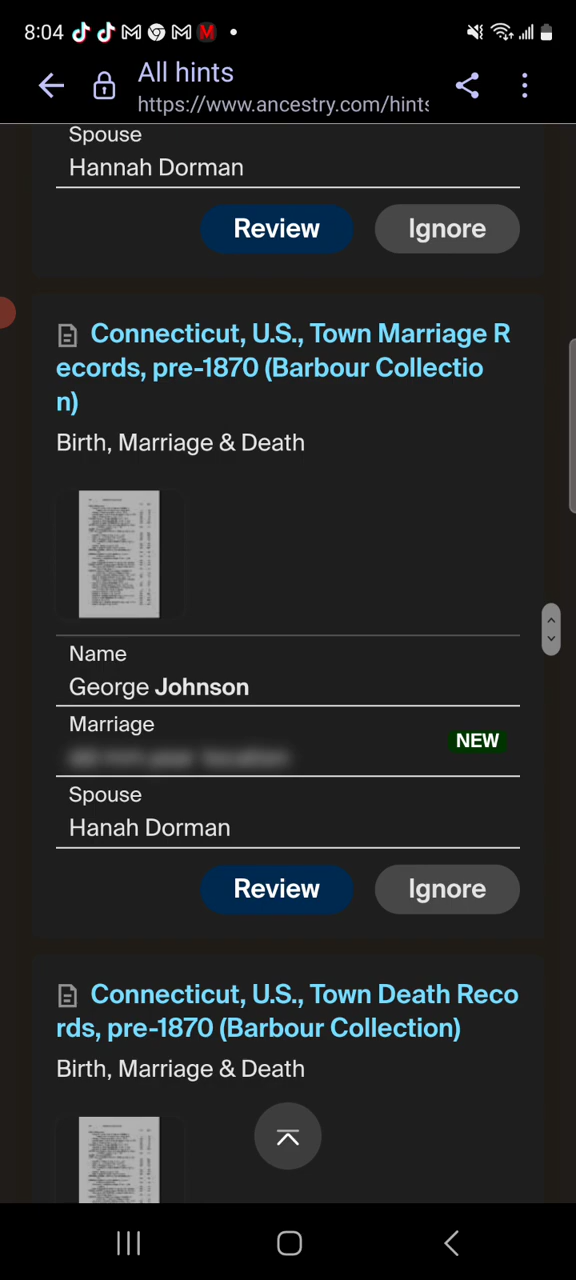 8:04
All hints
https://www.ancestry.com/hints
Spouse
Hannah Dorman
Review Ignore
Connecticut, U.S., Town Marriage R
ecords, pre-1870 (Barbour Collectio
n)
Birth, Marriage & Death
Name
George Johnson
Marriage
NEW
Spouse
Hanah Dorman
Review Ignore
Connecticut, U.S., Town Death Reco
rds, pre-1870 (Barbour Collection)
Birth, Marriage & Death